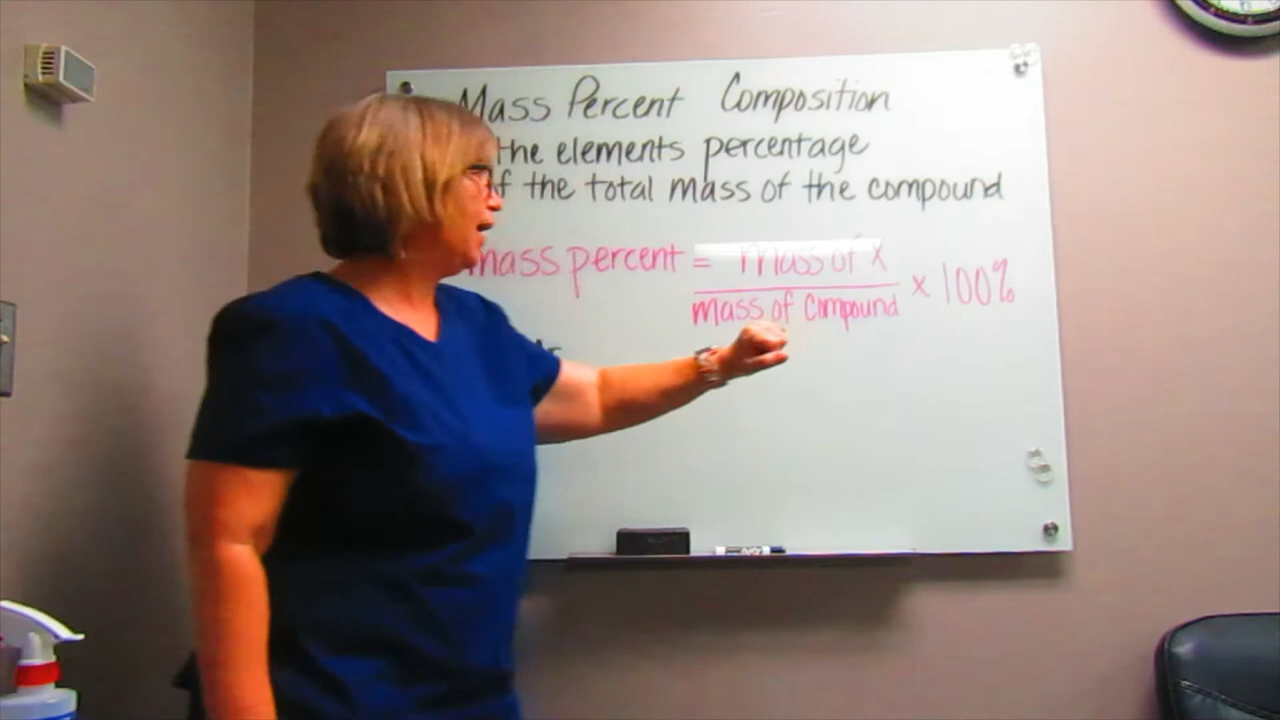 Mass Percent Composition
the elements percentage
of the total mass of the compound
mass percent = mass of X
mass of compound × 100%